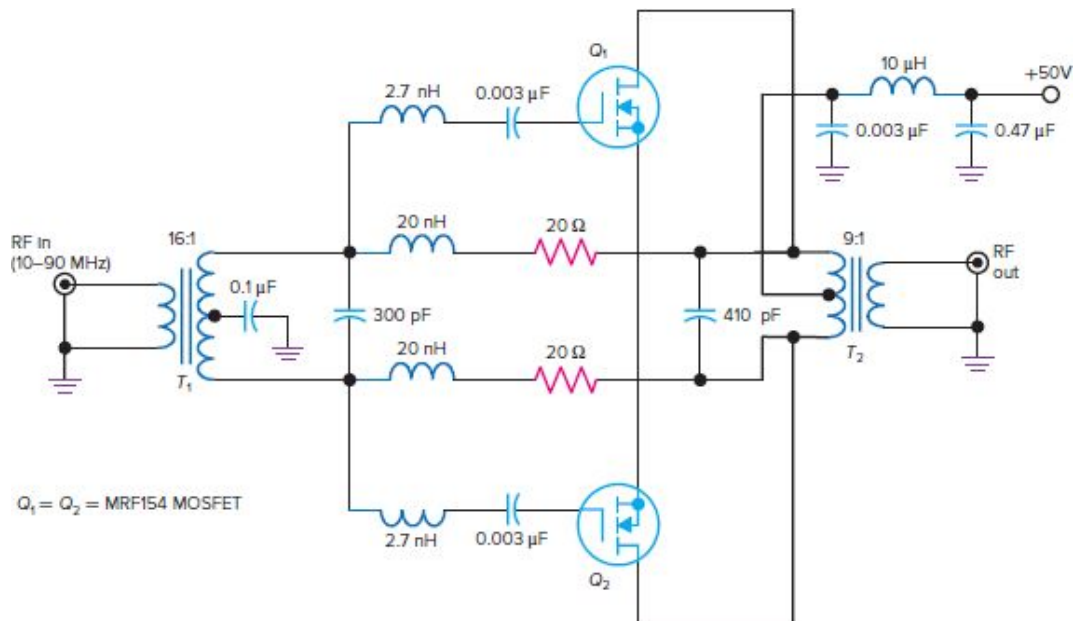 Q1
10 μH
+50V
2.7 nH
0.003 μF
0.003 μF
0.47 μF
20 nH
20 Ω
RF in
(10–90 MHz)
16:1
9:1
RF
out
0.1 μF
300 pF
410 pF
20 nH
20 Ω
T1
T2
Q1 = Q2 = MRF154 MOSFET
2.7 nH
0.003 μF
Q2